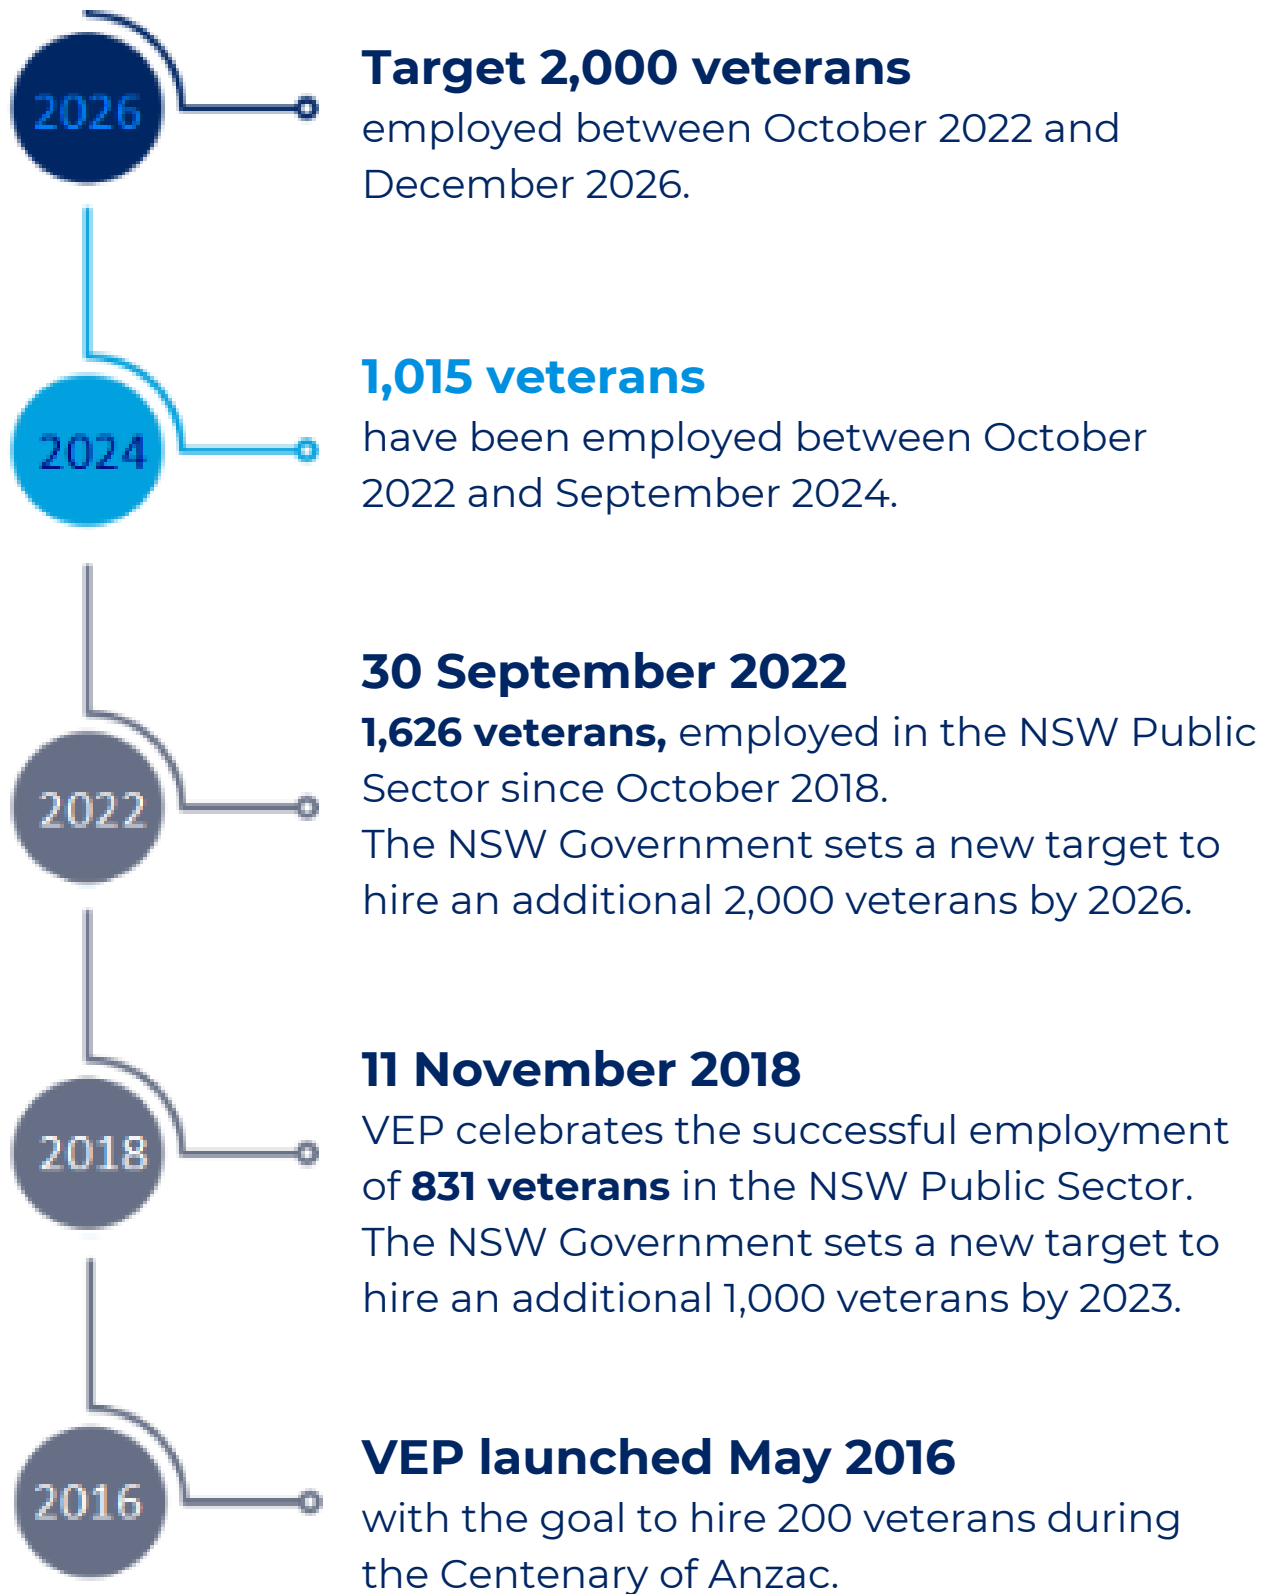 2026
Target 2,000 veterans
employed between October 2022 and
December 2026.
2024
1,015 veterans
have been employed between October
2022 and September 2024.
2022
30 September 2022
1,626 veterans, employed in the NSW Public
Sector since October 2018.
The NSW Government sets a new target to
hire an additional 2,000 veterans by 2026.
2018
11 November 2018
VEP celebrates the successful employment
of 831 veterans in the NSW Public Sector.
The NSW Government sets a new target to
hire an additional 1,000 veterans by 2023.
2016
VEP launched May 2016
with the goal to hire 200 veterans during
the Centenary of Anzac.